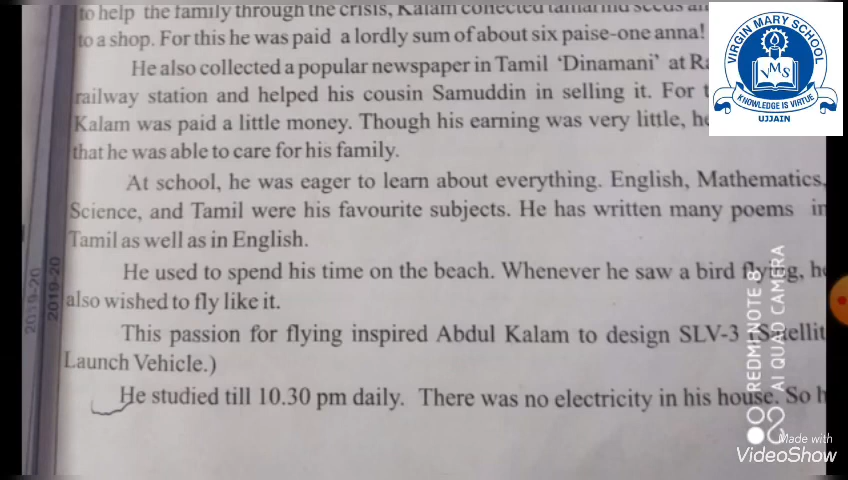 to help the family through the crisis, Kalam collected tamarind seeds
to a shop. For this he was paid a lordly sum of about six paise-one anna!
He also collected a popular newspaper in Tamil ‘Dinamani’ at
railway station and helped his cousin Samuddin in selling it. For
Kalam was paid a little money. Though his earning was very little, he
that he was able to care for his family.
At school, he was eager to learn about everything. English, Mathematics,
Science, and Tamil were his favourite subjects. He has written many poems in
Tamil as well as in English.
He used to spend his time on the beach. Whenever he saw a bird flying, he
also wished to fly like it.
This passion for flying inspired Abdul Kalam to design SLV-3 (Satellit
Launch Vehicle.)
He studied till 10.30 pm daily. There was no electricity in his house. So
VIRGIN MARY SCHOOL
VMS
KNOWLEDGE IS VIRTUE
UJJAIN
2019-20
2019-20
REDMI NOTE 8
AI QUAD CAMERA
Made with
VideoShow